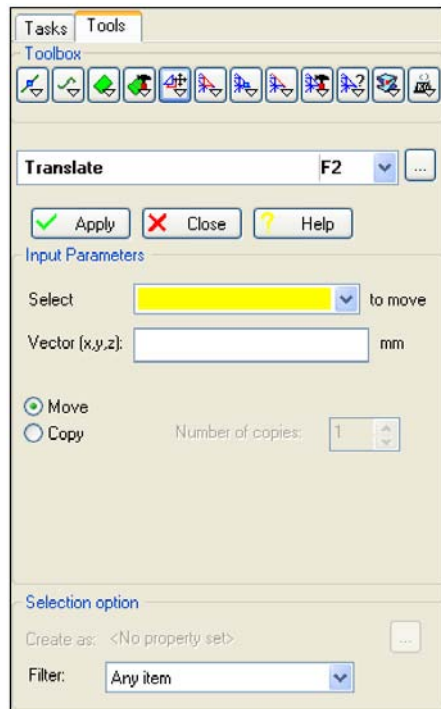 Tasks Tools
Toolbox
Translate F2 ...
Apply Close ? Help
Input Parameters
Select to move
Vector (x,y,z): mm
Move
Copy Number of copies: 1
Selection option
Create as: <No property set> ...
Filter: Any item